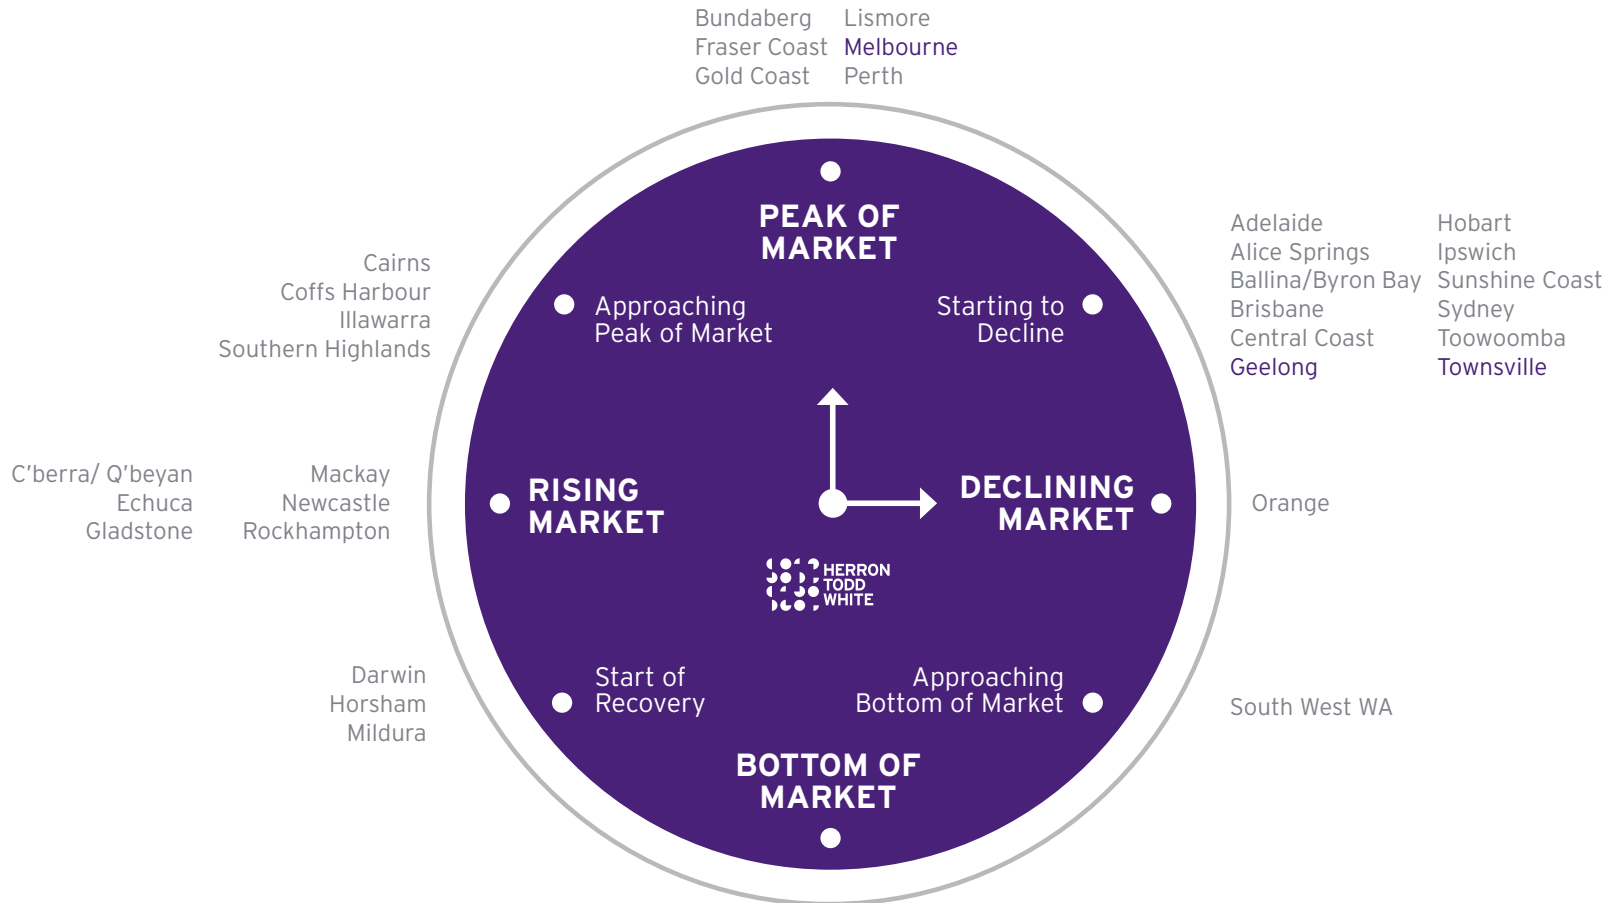 Bundaberg Lismore
Fraser Coast Melbourne
Gold Coast Perth
PEAK OF
MARKET
Cairns
Coffs Harbour
Illawarra
Southern Highlands
Approaching
Peak of Market
Starting to
Decline
Adelaide Hobart
Alice Springs Ipswich
Ballina/Byron Bay Sunshine Coast
Brisbane Sydney
Central Coast Toowoomba
Geelong Townsville
C'berra/ Q'beyan Mackay
Echuca Newcastle
Gladstone Rockhampton
RISING
MARKET
DECLINING
MARKET
Orange
HERRON
TODD
WHITE
Darwin
Horsham
Mildura
Start of
Recovery
Approaching
Bottom of Market
South West WA
BOTTOM OF
MARKET